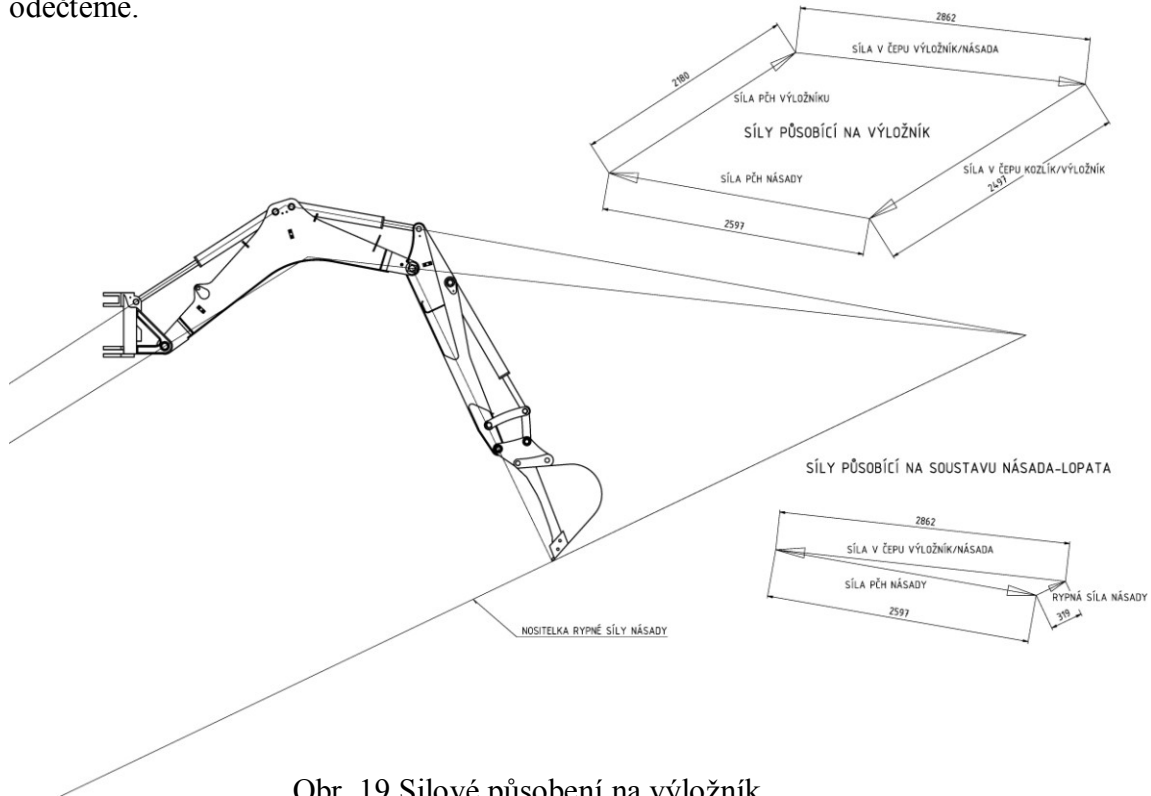 odečteme.
2862
SÍLA V ČEPU VÝLOŽNÍK/NÁSADA
2180
SÍLA PČH VÝLOŽNÍKU
SÍLY PŮSOBÍCÍ NA VÝLOŽNÍK
SÍLA V ČEPU KOZLÍK/VÝLOŽNÍK
SÍLA PČH NÁSADY
2497
2597
SÍLY PŮSOBÍCÍ NA SOUSTAVU NÁSADA-LOPATA
2862
SÍLA V ČEPU VÝLOŽNÍK/NÁSADA
SÍLA PČH NÁSADY
RYPNÁ SÍLA NÁSADY
2597
319
NOSITELKA RYPNÉ SÍLY NÁSADY
Obr. 19 Silové působení na výložník